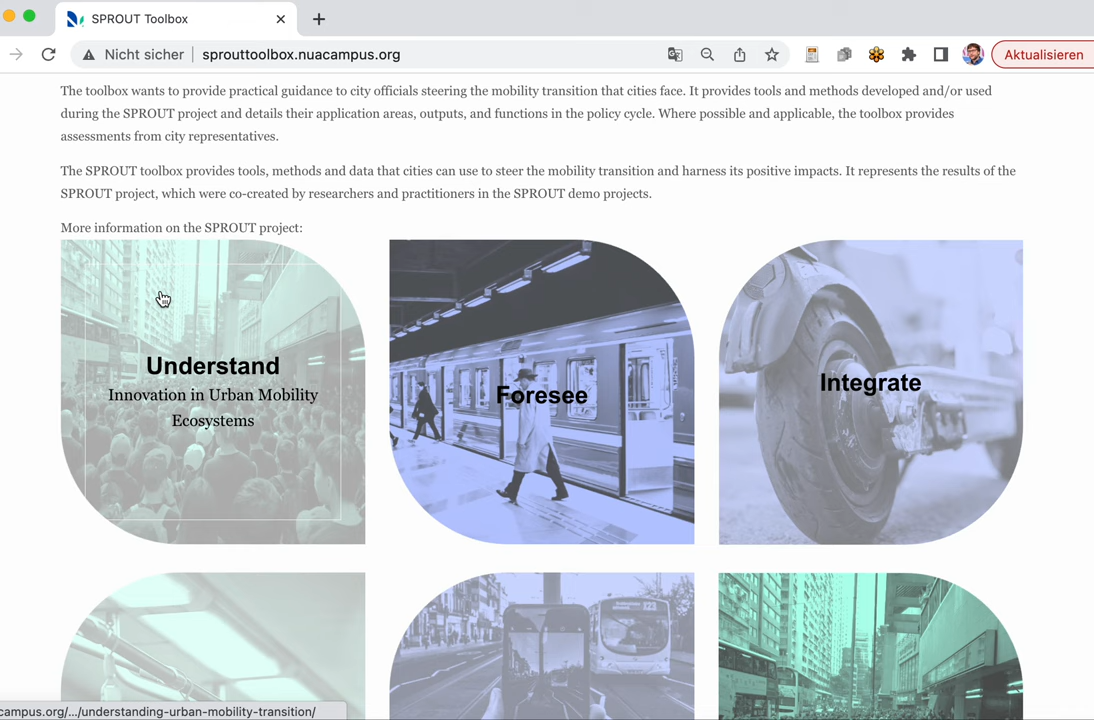 SPROUT Toolbox
Nicht sicher
sprouttoolbox.nuacampus.org
Aktualisieren
The toolbox wants to provide practical guidance to city officials steering the mobility transition that cities face. It provides tools and methods developed and/or used
during the SPROUT project and details their application areas, outputs, and functions in the policy cycle. Where possible and applicable, the toolbox provides
assessments from city representatives.
The SPROUT toolbox provides tools, methods and data that cities can use to steer the mobility transition and harness its positive impacts. It represents the results of the
SPROUT project, which were co-created by researchers and practitioners in the SPROUT demo projects.
More information on the SPROUT project:
Understand
Innovation in Urban Mobility
Ecosystems
Foresee
Integrate
323
campus.org/.../understanding-urban-mobility-transition/